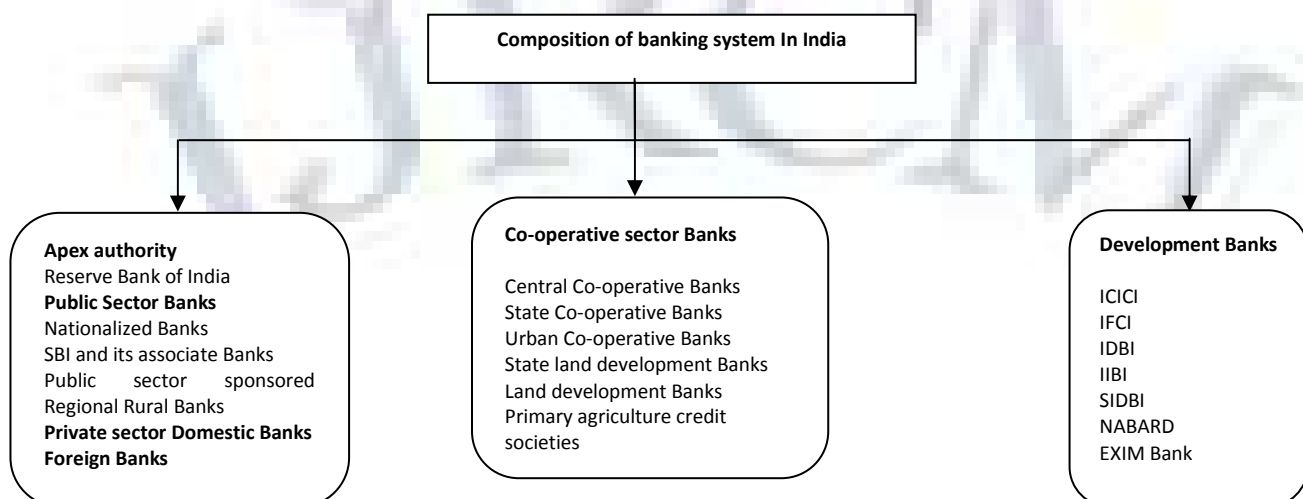 Composition of banking system In India
Apex authority
Reserve Bank of India
Public Sector Banks
Nationalized Banks
SBI and its associate Banks
Public sector sponsored
Regional Rural Banks
Private sector Domestic Banks
Foreign Banks
Co-operative sector Banks
Central Co-operative Banks
State Co-operative Banks
Urban Co-operative Banks
State land development Banks
Land development Banks
Primary agriculture credit
societies
Development Banks
ICICI
IFCI
IDBI
IIBI
SIDBI
NABARD
EXIM Bank